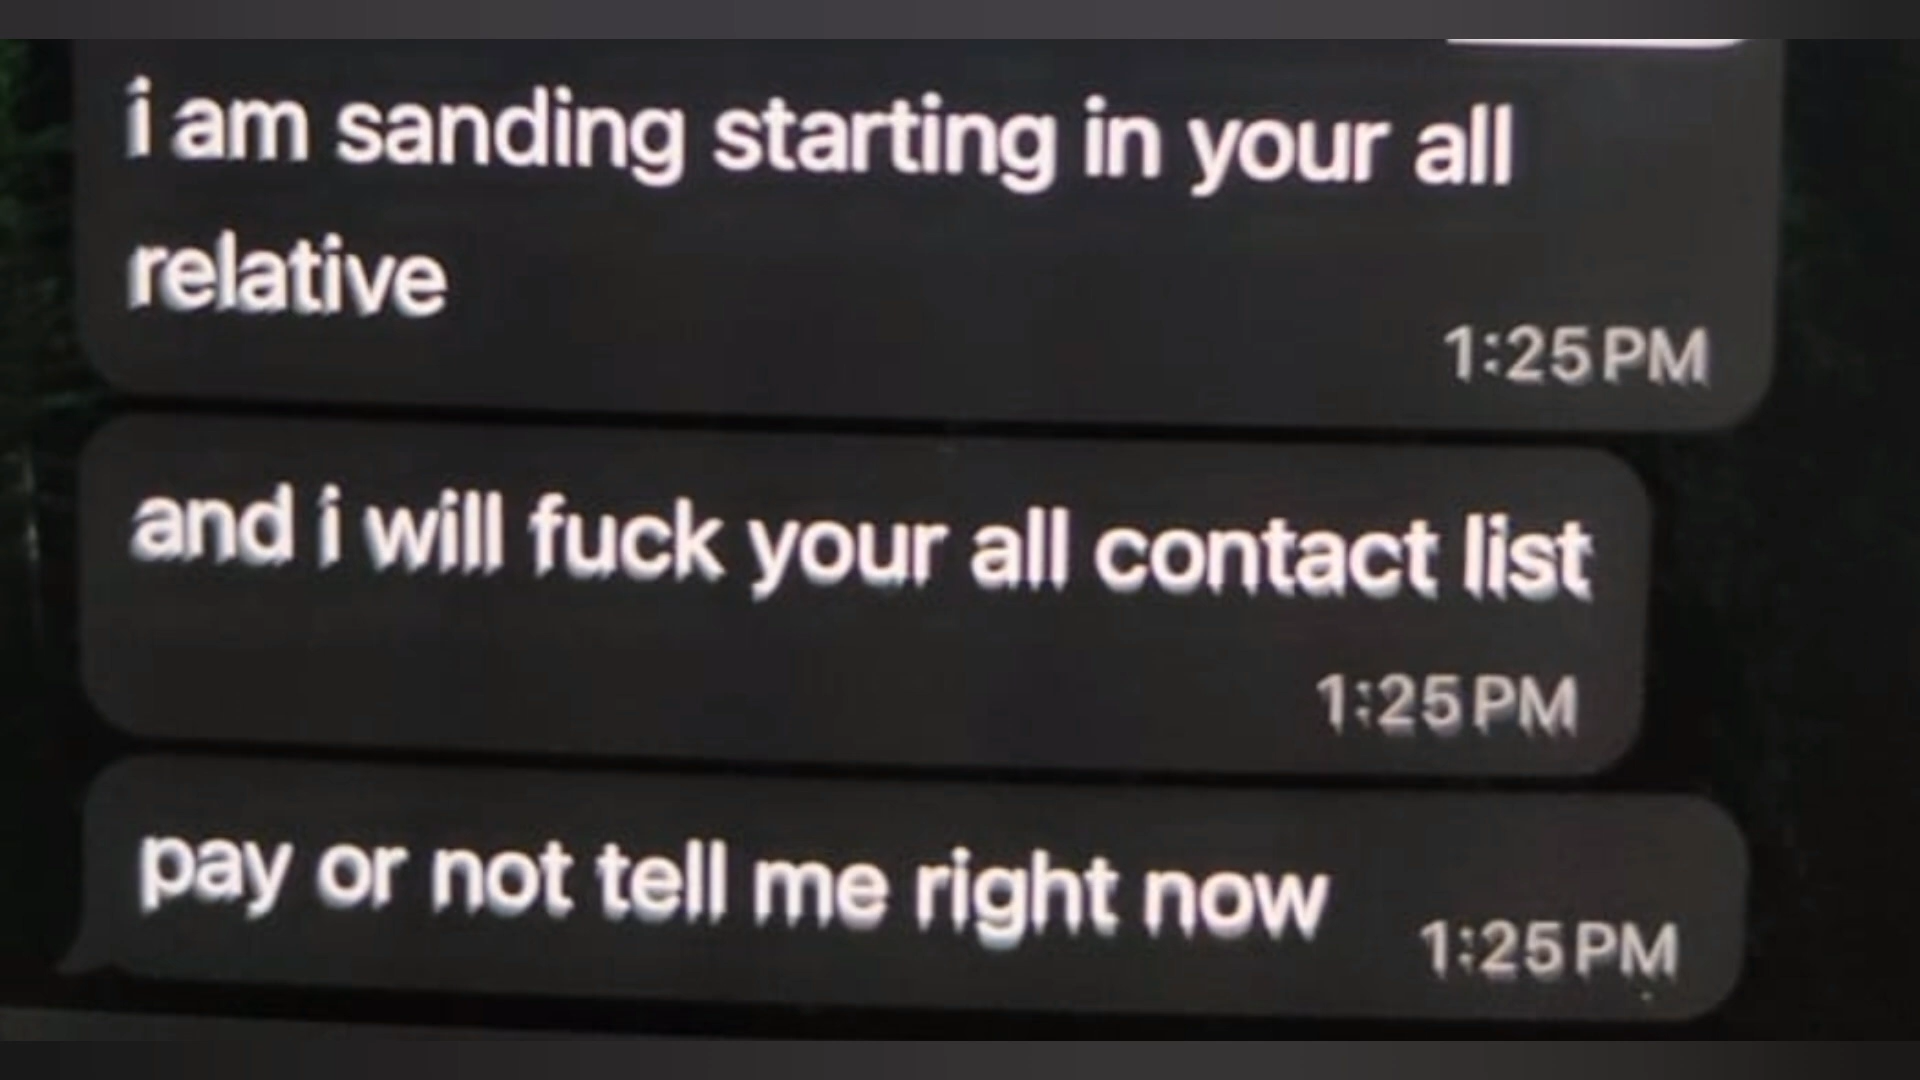 i am sanding starting in your all
relative
1:25 PM
and i will fuck your all contact list
1:25 PM
pay or not tell me right now
1:25 PM